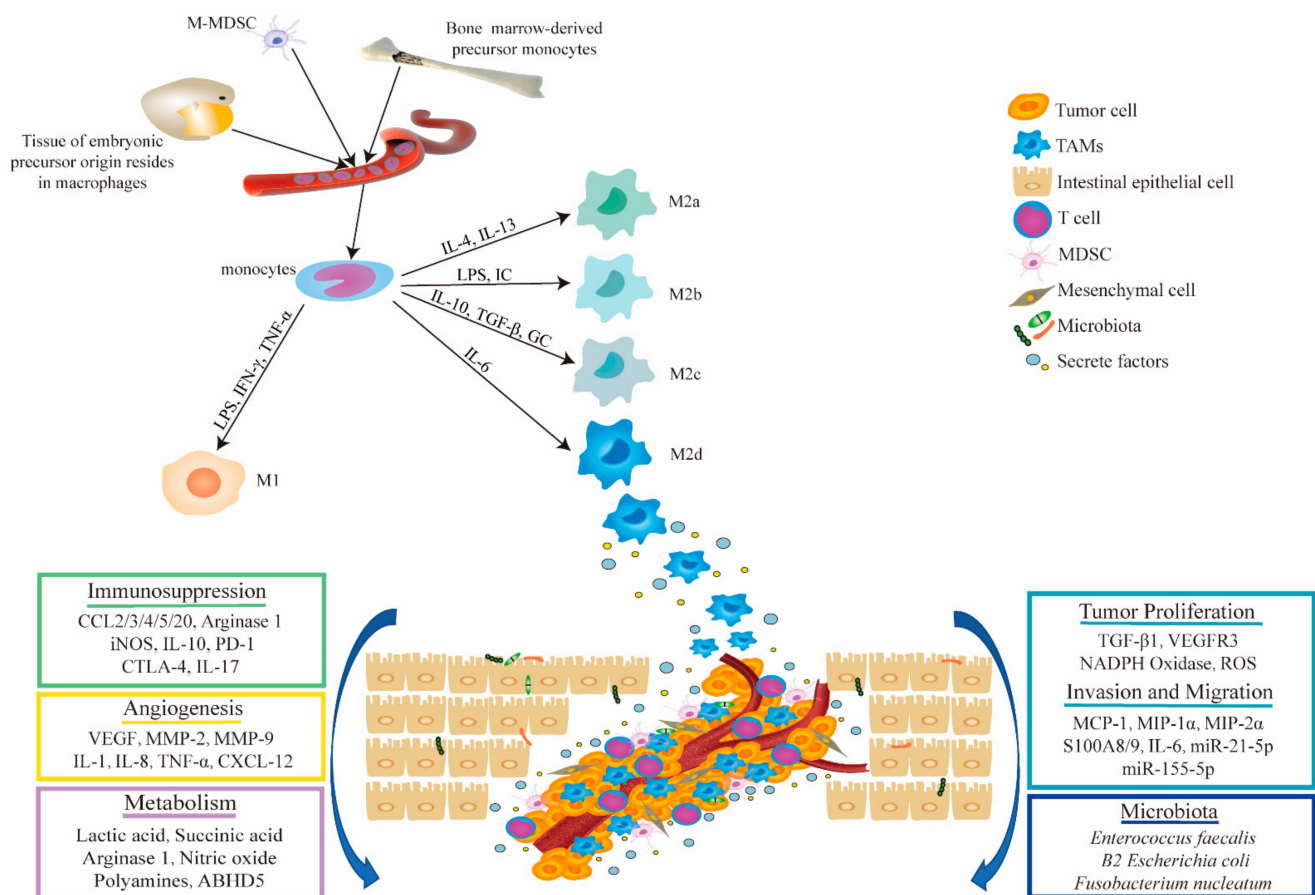 M-MDSC
Bone marrow-derived
precursor monocytes
Tissue of embryonic
precursor origin resides
in macrophages
monocytes
IL-4, IL-13
LPS, IC
IL-10, TGF-β, GC
IL-6
LPS, IFN-γ, TNF-α
M2a
M2b
M2c
M2d
M1
Tumor cell
TAMs
Intestinal epithelial cell
T cell
MDSC
Mesenchymal cell
Microbiota
Secrete factors
Immunosuppression
CCL2/3/4/5/20, Arginase 1
iNOS, IL-10, PD-1
CTLA-4, IL-17
Angiogenesis
VEGF, MMP-2, MMP-9
IL-1, IL-8, TNF-α, CXCL-12
Metabolism
Lactic acid, Succinic acid
Arginase 1, Nitric oxide
Polyamines, ABHD5
Tumor Proliferation
TGF-β1, VEGFR3
NADPH Oxidase, ROS
Invasion and Migration
MCP-1, MIP-1α, MIP-2α
S100A8/9, IL-6, miR-21-5p
miR-155-5p
Microbiota
Enterococcus faecalis
B2 Escherichia coli
Fusobacterium nucleatum